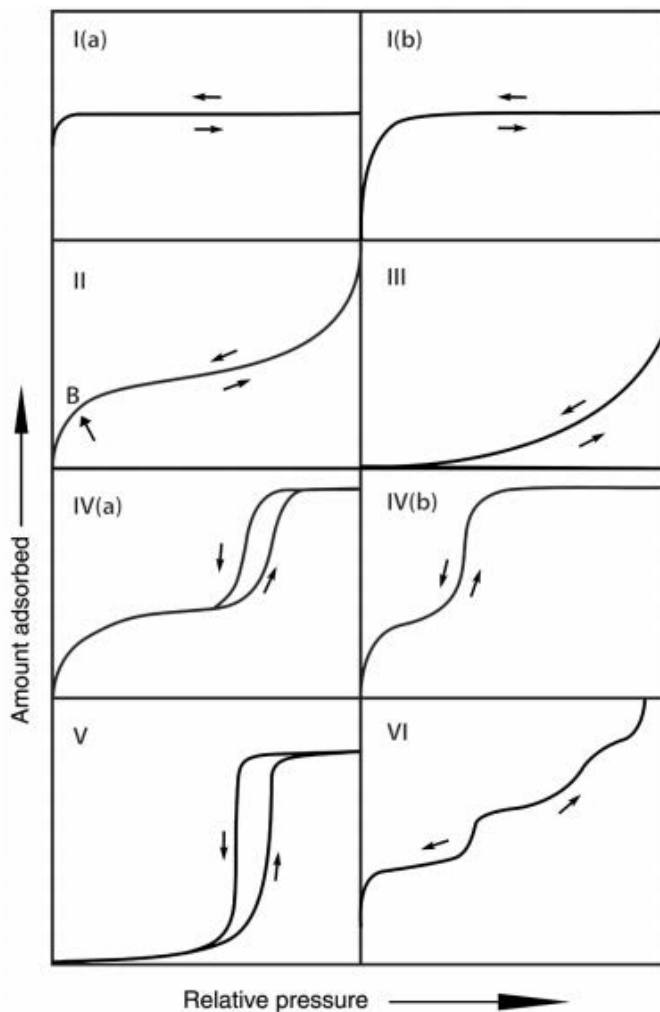 I(a)
I(b)
II
III
B
IV(a)
IV(b)
V
VI
Amount adsorbed
Relative pressure